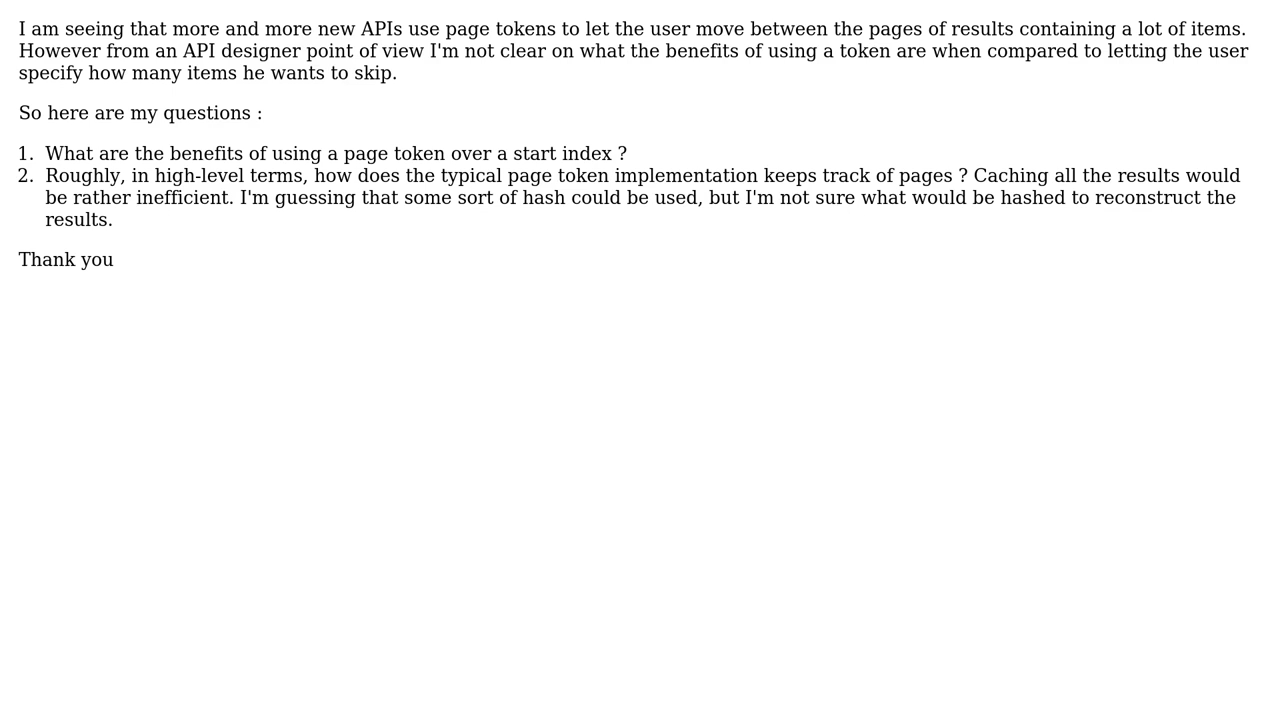 I am seeing that more and more new APIs use page tokens to let the user move between the pages of results containing a lot of items.
However from an API designer point of view I'm not clear on what the benefits of using a token are when compared to letting the user
specify how many items he wants to skip.
So here are my questions :
1. What are the benefits of using a page token over a start index ?
2. Roughly, in high-level terms, how does the typical page token implementation keeps track of pages ? Caching all the results would
be rather inefficient. I'm guessing that some sort of hash could be used, but I'm not sure what would be hashed to reconstruct the
results.
Thank you